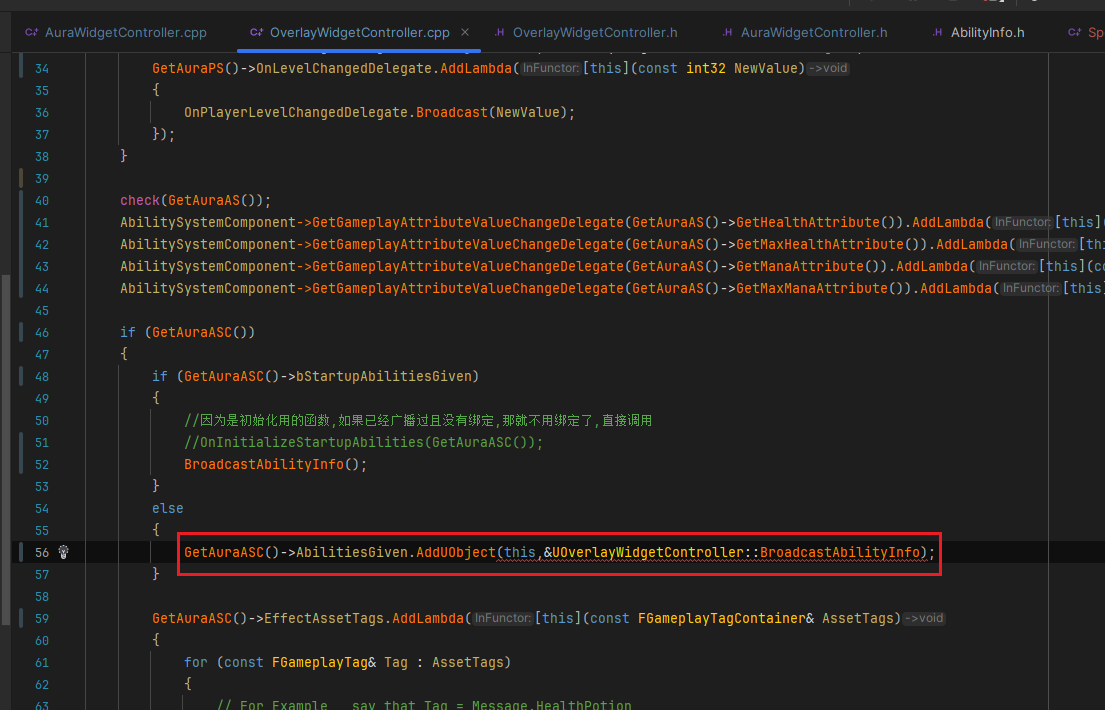 AuraWidgetController.cpp OverlayWidgetController.cpp OverlayWidgetController.h AuraWidgetController.h AbilityInfo.h Sp
34 GetAuraPS()->OnLevelChangedDelegate.AddLambda(InFunctor:[this](const int32 NewValue)->void
35 {
36 OnPlayerLevelChangedDelegate.Broadcast(NewValue);
37 });
38 }
39
40 check(GetAuraAS());
41 AbilitySystemComponent->GetGameplayAttributeValueChangeDelegate(GetAuraAS()->GetHealthAttribute()).AddLambda(InFunctor:[this](
42 AbilitySystemComponent->GetGameplayAttributeValueChangeDelegate(GetAuraAS()->GetMaxHealthAttribute()).AddLambda(InFunctor:[thi
43 AbilitySystemComponent->GetGameplayAttributeValueChangeDelegate(GetAuraAS()->GetManaAttribute()).AddLambda(InFunctor:[this](co
44 AbilitySystemComponent->GetGameplayAttributeValueChangeDelegate(GetAuraAS()->GetMaxManaAttribute()).AddLambda(InFunctor:[this]
45
46 if (GetAuraASC())
47 {
48 if (GetAuraASC()->bStartupAbilitiesGiven)
49 {
50 //因为是初始化用的函数,如果已经广播过且没有绑定,那就不用绑定了,直接调用
51 //OnInitializeStartupAbilities(GetAuraASC());
52 BroadcastAbilityInfo();
53 }
54 else
55 {
56 GetAuraASC()->AbilitiesGiven.AddUObject(this,&UOverlayWidgetController::BroadcastAbilityInfo);
57 }
58
59 GetAuraASC()->EffectAssetTags.AddLambda(InFunctor:[this](const FGameplayTagContainer& AssetTags)->void
60 {
61 for (const FGameplayTag& Tag : AssetTags)
62 {
63 // For Example, say that Tag = Message.HealthPotion